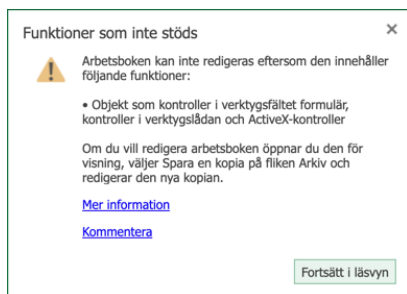 Funktioner som inte stöds
Arbetsboken kan inte redigeras eftersom den innehåller
följande funktioner:
• Objekt som kontroller i verktygsfältet formulär,
kontroller i verktygslådan och ActiveX-kontroller
Om du vill redigera arbetsboken öppnar du den för
visning, väljer Spara en kopia på fliken Arkiv och
redigerar den nya kopian.
Mer information
Kommentera
Fortsätt i läsvyn